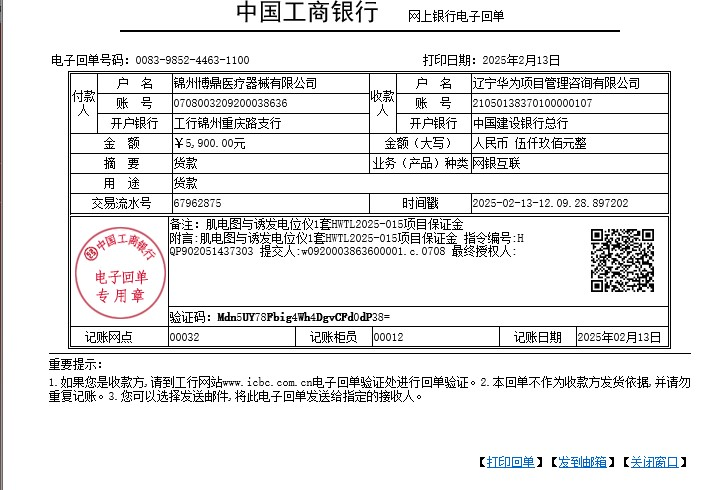 中国工商银行 网上银行电子回单
电子回单号码：0083-9852-4463-1100 打印日期：2025年2月13日
付款人 户 名 锦州博鼎医疗器械有限公司 收款人 户 名 辽宁华为项目管理咨询有限公司
账 号 0708003209200038636 账 号 21050138370100000107
开户银行 工行锦州重庆路支行 开户银行 中国建设银行总行
金 额 ￥5,900.00元 金额（大写） 人民币 伍仟玖佰元整
摘 要 货款 业务（产品）种类 网银互联
用 途 货款
交易流水号 67962875 时间戳 2025-02-13-12.09.28.897202
中国工商银行
电子回单
专用章
备注：肌电图与诱发电位仪1套HWTL2025-015项目保证金
附言:肌电图与诱发电位仪1套HWTL2025-015项目保证金 指令编号:H
QP902051437303 提交人:w0920003863600001.c.0708 最终授权人:
验证码：Mdn5UY78Fbig4Wh4DgvCFd0dP38=
记账网点 00032 记账柜员 00012 记账日期 2025年02月13日
重要提示：
1.如果您是收款方,请到工行网站www.icbc.com.cn电子回单验证处进行回单验证。2.本回单不作为收款方发货依据,并请勿
重复记账。3.您可以选择发送邮件,将此电子回单发送给指定的接收人。
【打印回单】【发到邮箱】【关闭窗口】